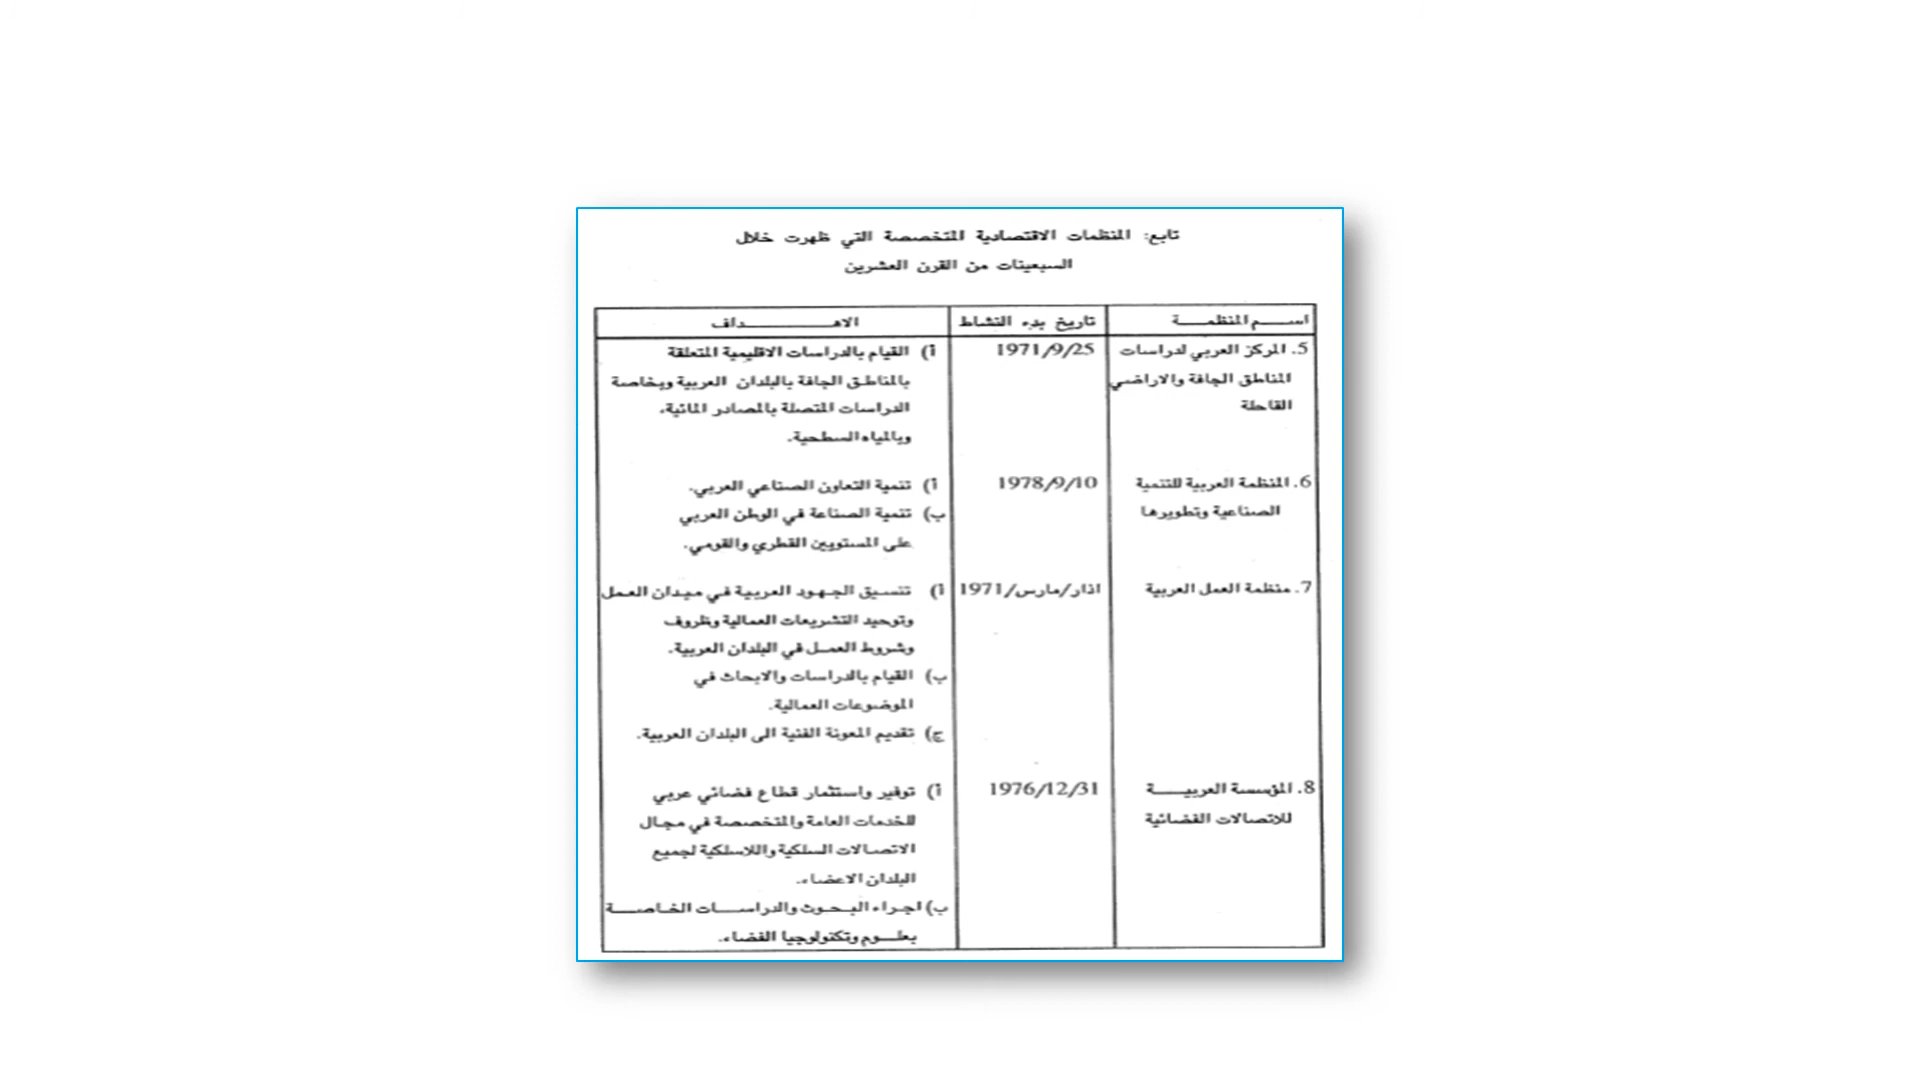 تابع: المنظمات الاقتصادية المتخصصة التي ظهرت خلال
السبعينات من القرن العشرين
اسم المنظمة
تاريخ بدء النشاط
الاهداف
5. المركز العربي لدراسات
المناطق الجافة والاراضي
القاحلة
1971/9/25
أ) القيام بالدراسات الاقليمية المتعلقة
بالمناطق الجافة بالبلدان العربية وبخاصة
الدراسات المتصلة بالمصادر المائية،
وبالمياه السطحية.
6. المنظمة العربية للتنمية
الصناعية وتطويرها
1978/9/10
أ) تنمية التعاون الصناعي العربي.
ب) تنمية الصناعة في الوطن العربي
على المستويين القطري والقومي.
7. منظمة العمل العربية
اذار/مارس/1971
أ) تنسيق الجهود العربية في ميدان العمل
وتوحيد التشريعات العمالية وظروف
وشروط العمل في البلدان العربية.
ب) القيام بالدراسات والابحاث في
الموضوعات العمالية.
ج) تقديم المعونة الفنية الى البلدان العربية.
8. المؤسسة العربية
للاتصالات الفضائية
1976/12/31
أ) توفير واستثمار قطاع فضائي عربي
للخدمات العامة والمتخصصة في مجال
الاتصالات السلكية واللاسلكية لجميع
البلدان الاعضاء.
ب) اجراء البحوث والدراسات الخاصة
بعلوم وتكنولوجيا الفضاء.